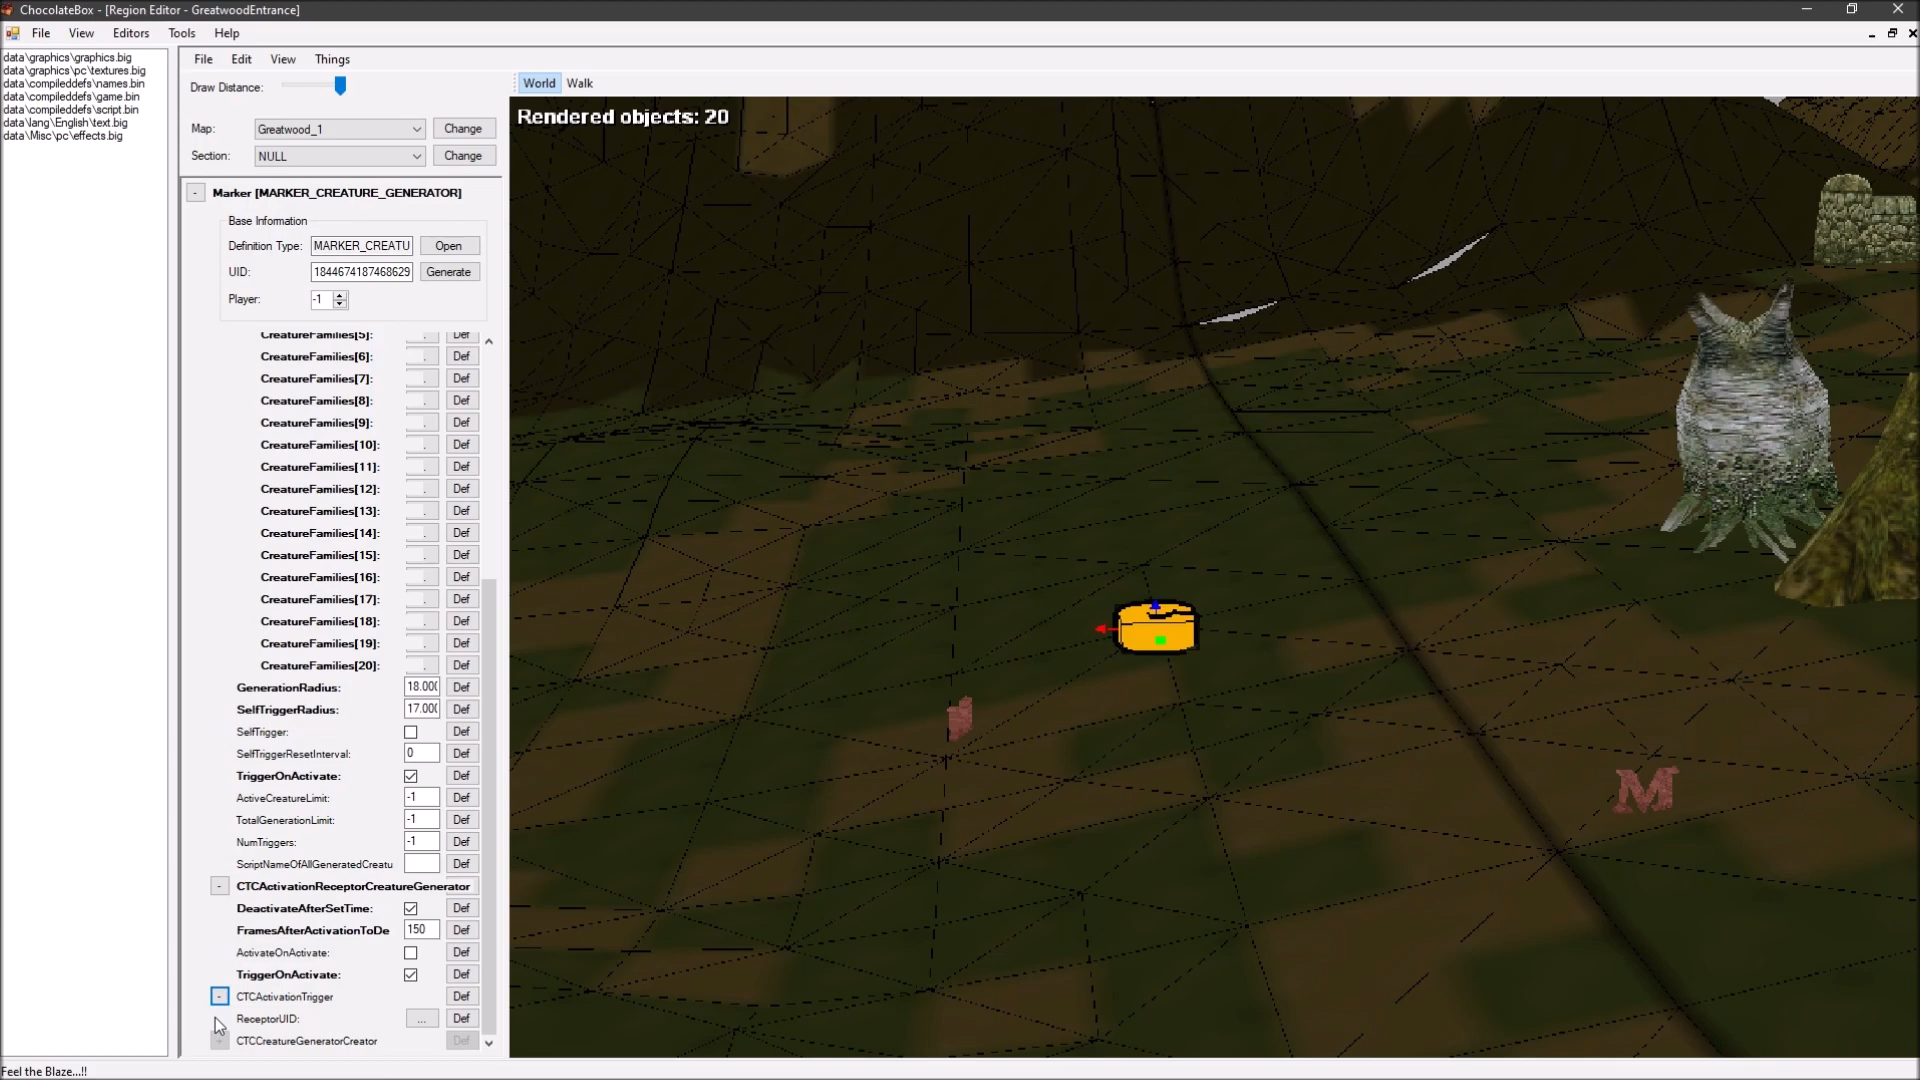 ChocolateBox - [Region Editor - GreatwoodEntrance]
File View Editors Tools Help
data\graphics\graphics.big
data\graphics\pc\textures.big
data\compileddefs\names.bin
data\compileddefs\game.bin
data\compileddefs\script.bin
data\lang\English\text.big
data\Misc\pc\effects.big
File Edit View Things
Draw Distance:
Map: Greatwood_1 Change
Section: NULL Change
- Marker [MARKER_CREATURE_GENERATOR]
Base Information
Definition Type: MARKER_CREATU Open
UID: 1844674187468629 Generate
Player: -1
CreatureFamilies[5]: . Def
CreatureFamilies[6]: . Def
CreatureFamilies[7]: . Def
CreatureFamilies[8]: . Def
CreatureFamilies[9]: . Def
CreatureFamilies[10]: . Def
CreatureFamilies[11]: . Def
CreatureFamilies[12]: . Def
CreatureFamilies[13]: . Def
CreatureFamilies[14]: . Def
CreatureFamilies[15]: . Def
CreatureFamilies[16]: . Def
CreatureFamilies[17]: . Def
CreatureFamilies[18]: . Def
CreatureFamilies[19]: . Def
CreatureFamilies[20]: . Def
GenerationRadius: 18.00 Def
SelfTriggerRadius: 17.00 Def
SelfTrigger: Def
SelfTriggerResetInterval: 0 Def
TriggerOnActivate: Def
ActiveCreatureLimit: -1 Def
TotalGenerationLimit: -1 Def
NumTriggers: -1 Def
ScriptNameOfAllGeneratedCreatu Def
- CTCActivationReceptorCreatureGenerator
DeactivateAfterSetTime: Def
FramesAfterActivationToDe 150 Def
ActivateOnActivate: Def
TriggerOnActivate: Def
- CTCActivationTrigger Def
ReceptorUID: ... Def
+ CTCCreatureGeneratorCreator Def
World Walk
Rendered objects: 20
M
Feel the Blaze...!!